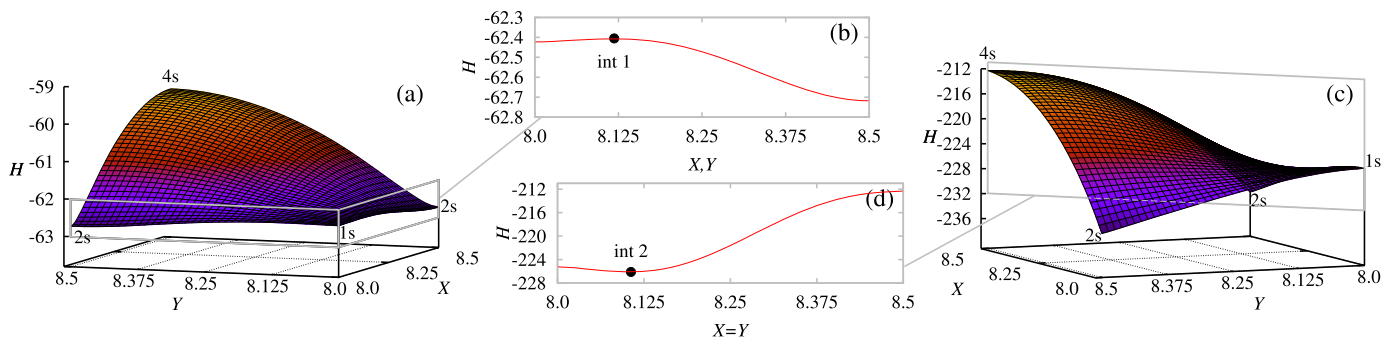 (a)
4s
-59
-60
-61
-62
-63
H
2s
1s
2s
8.5
8.375
8.25
8.125
8.0
Y
8.0
8.25
8.5
X
(b)
-62.3
-62.4
-62.5
-62.6
-62.7
-62.8
H
int 1
8.0
8.125
8.25
8.375
8.5
X,Y
(d)
-212
-216
-220
-224
-228
H
int 2
8.0
8.125
8.25
8.375
8.5
X=Y
(c)
4s
-212
-216
-220
-224
-228
-232
-236
H
1s
2s
2s
8.5
8.25
8.0
X
8.5
8.375
8.25
8.125
8.0
Y